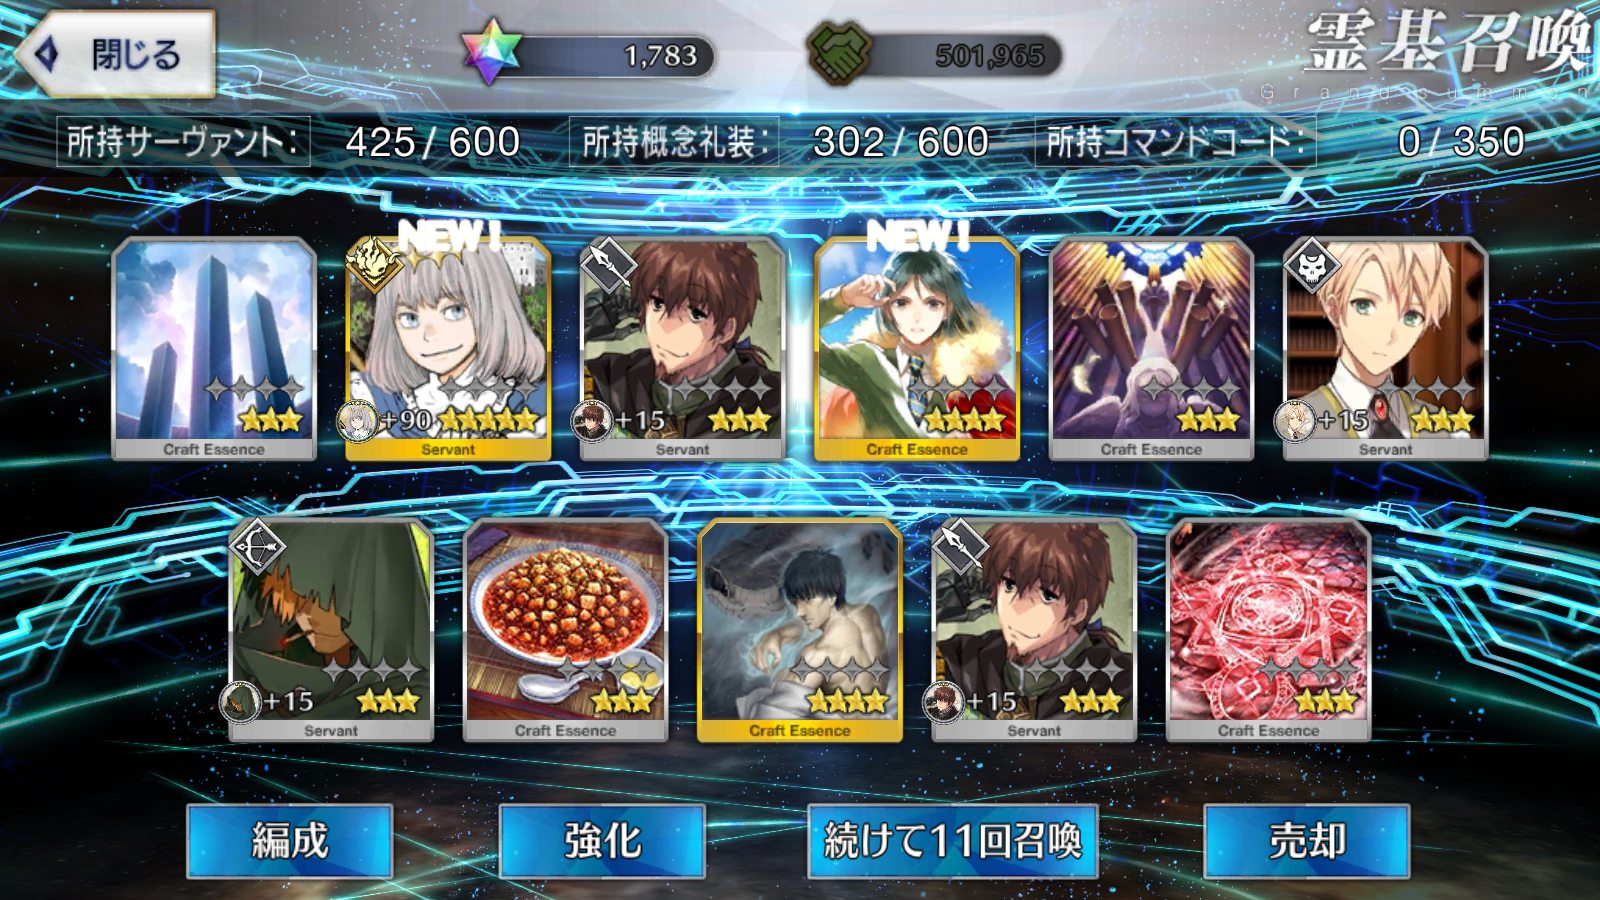 閉じる
1,783
501,965
霊基召喚
Grand summon
所持サーヴァント: 425 / 600
所持概念礼装: 302 / 600
所持コマンドコード: 0 / 350
NEW!
NEW!
+90
+15
+15
Craft Essence
Servant
Servant
Craft Essence
Craft Essence
Servant
+15
+15
Servant
Craft Essence
Craft Essence
Servant
Craft Essence
編成
強化
続けて11回召喚
売却